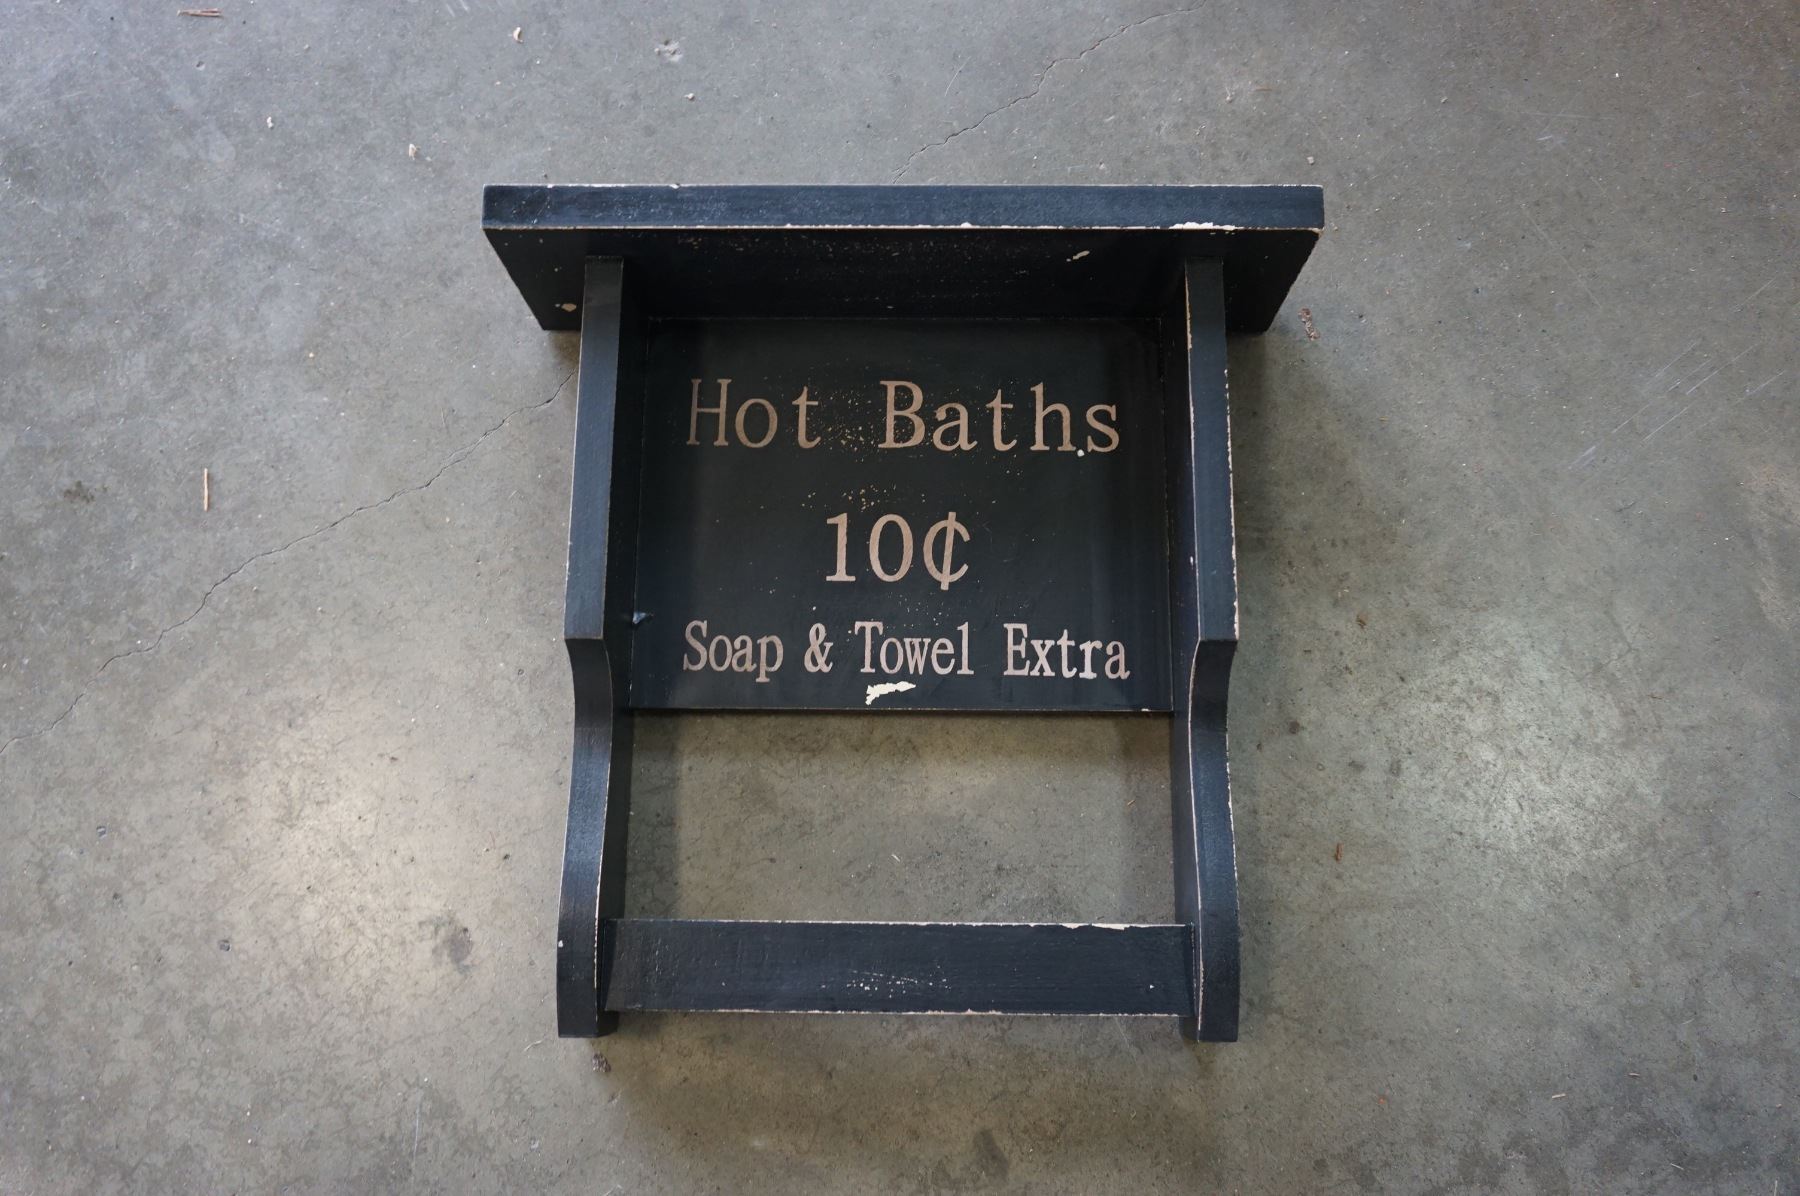 Hot Baths
10¢
Soap & Towel Extra